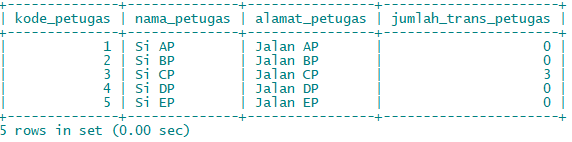 +--------------+--------------+----------------+----------------------+
| kode_petugas | nama_petugas | alamat_petugas | jumlah_trans_petugas |
+--------------+--------------+----------------+----------------------+
|            1 | Si AP        | Jalan AP       |                    0 |
|            2 | Si BP        | Jalan BP       |                    0 |
|            3 | Si CP        | Jalan CP       |                    3 |
|            4 | Si DP        | Jalan DP       |                    0 |
|            5 | Si EP        | Jalan EP       |                    0 |
+--------------+--------------+----------------+----------------------+
5 rows in set (0.00 sec)